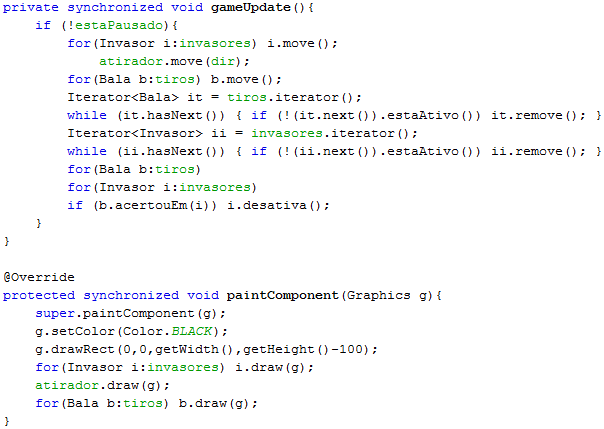 private synchronized void gameUpdate(){
    if (!estaPausado){
        for(Invasor i:invasores) i.move();
            atirador.move(dir);
        for(Bala b:tiros) b.move();
        Iterator<Bala> it = tiros.iterator();
        while (it.hasNext()) { if (!(it.next()).estaAtivo()) it.remove(); }
        Iterator<Invasor> ii = invasores.iterator();
        while (ii.hasNext()) { if (!(ii.next()).estaAtivo()) ii.remove(); }
        for(Bala b:tiros)
        for(Invasor i:invasores)
        if (b.acertouEm(i)) i.desativa();
    }
}

@Override
protected synchronized void paintComponent(Graphics g){
    super.paintComponent(g);
    g.setColor(Color.BLACK);
    g.drawRect(0,0,getWidth(),getHeight()-100);
    for(Invasor i:invasores) i.draw(g);
    atirador.draw(g);
    for(Bala b:tiros) b.draw(g);
}